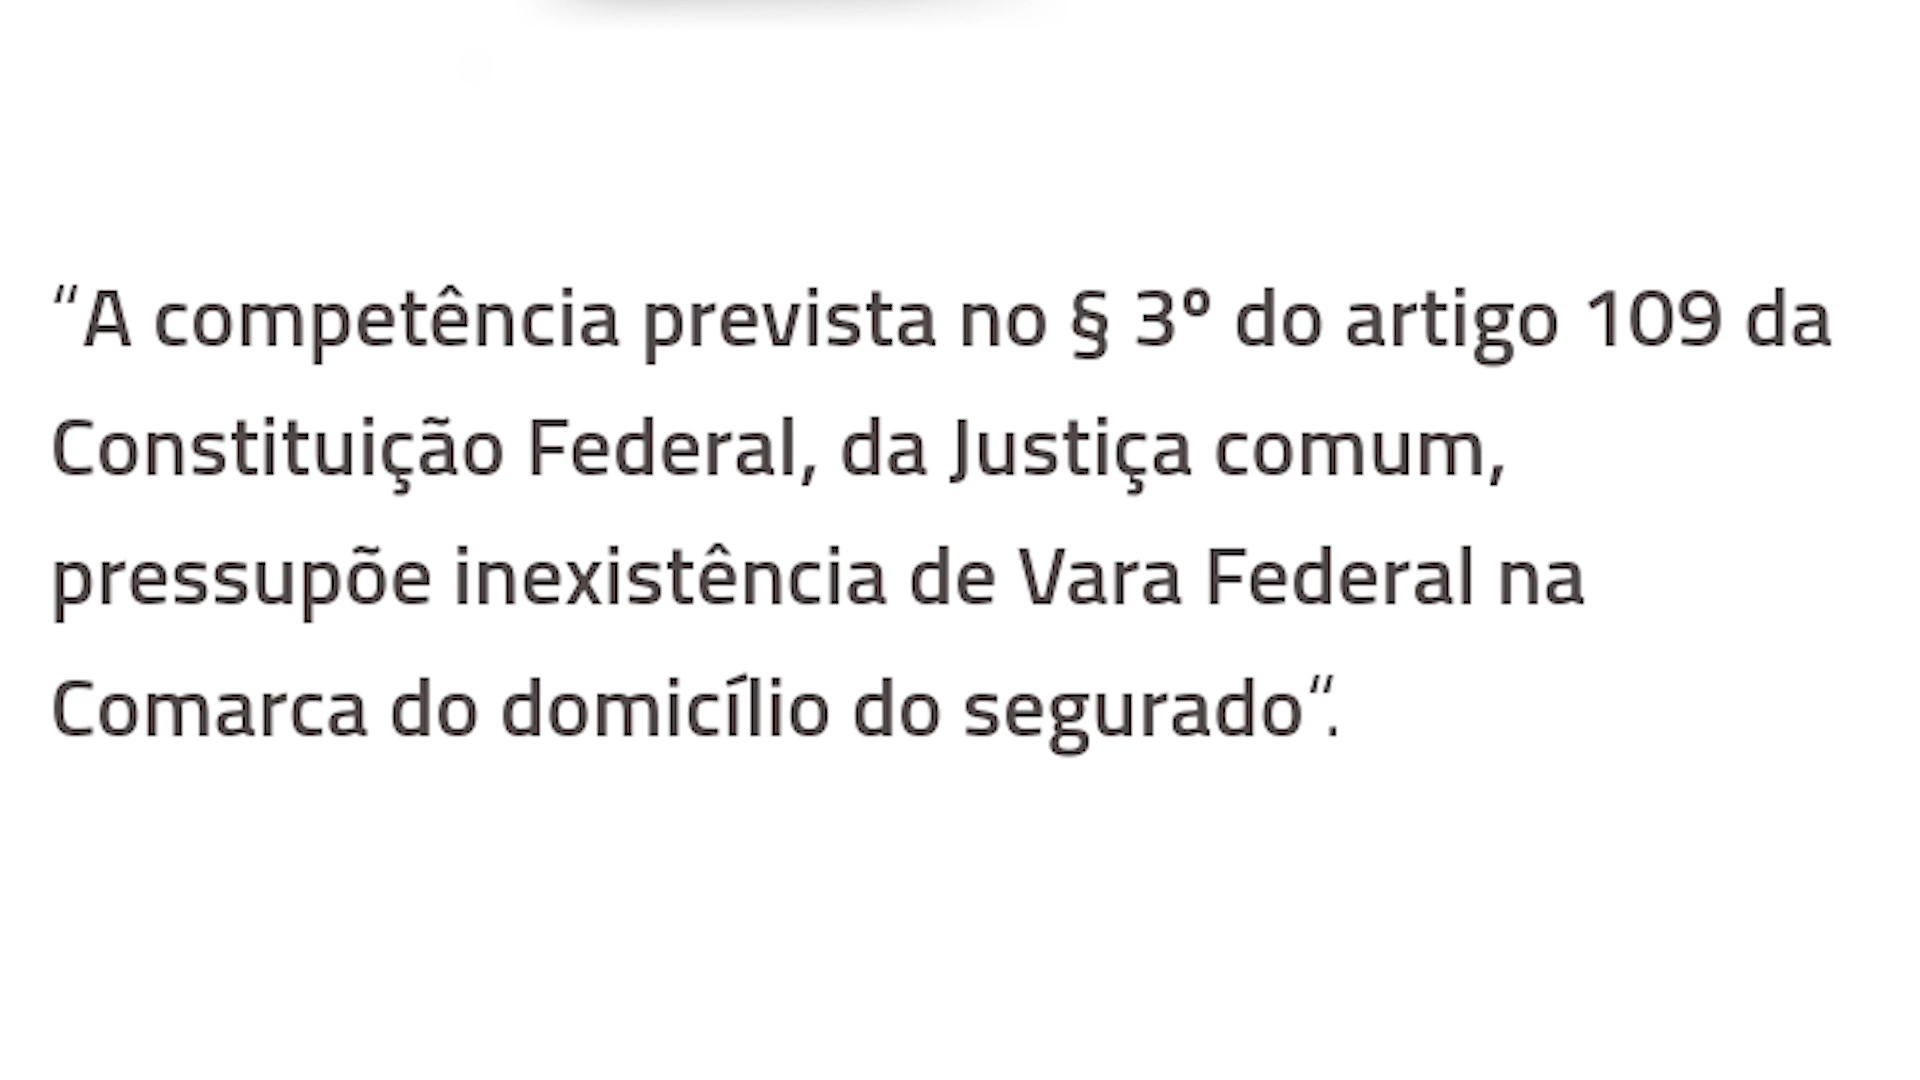 “A competência prevista no § 3º do artigo 109 da
Constituição Federal, da Justiça comum,
pressupõe inexistência de Vara Federal na
Comarca do domicílio do segurado“.